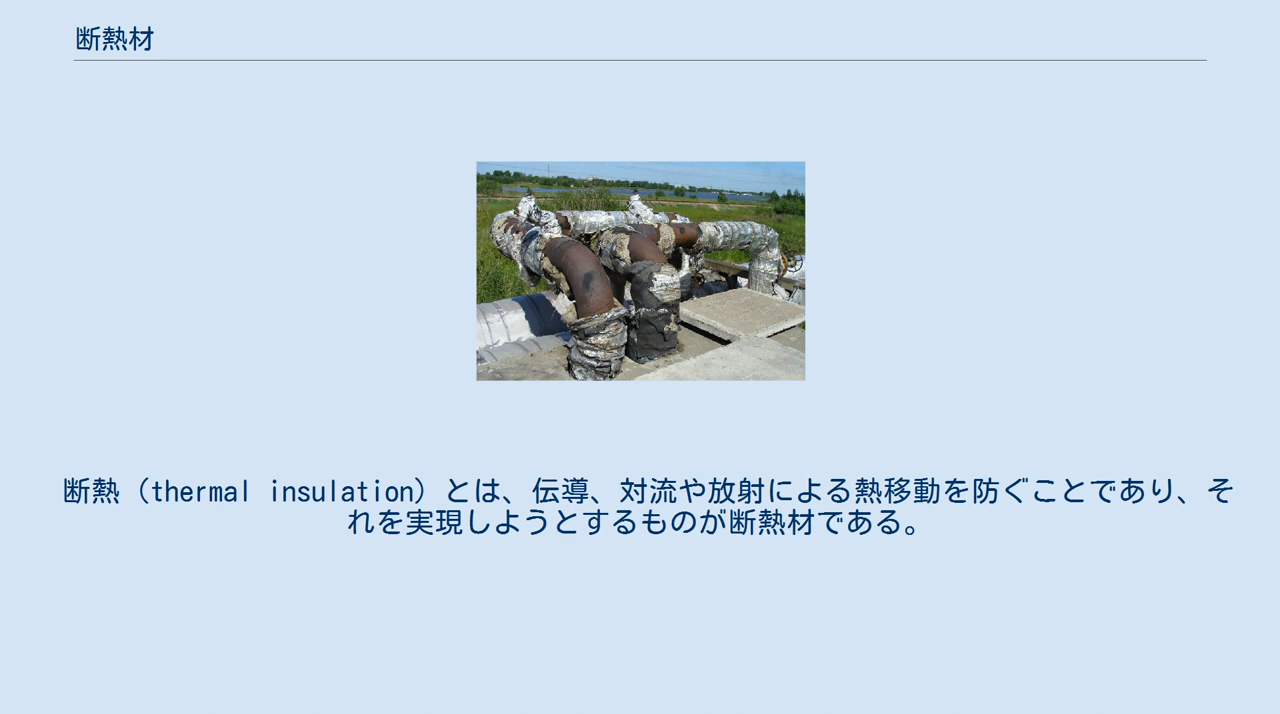 断熱材
断熱（thermal insulation）とは、伝導、対流や放射による熱移動を防ぐことであり、そ
れを実現しようとするものが断熱材である。